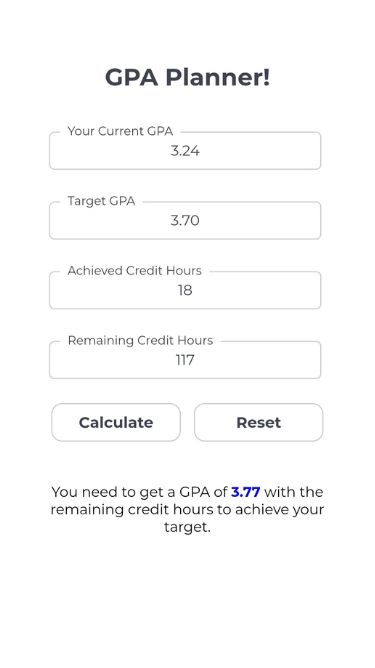 GPA Planner!
Your Current GPA
3.24
Target GPA
3.70
Achieved Credit Hours
18
Remaining Credit Hours
117
Calculate Reset
You need to get a GPA of 3.77 with the
remaining credit hours to achieve your
target.